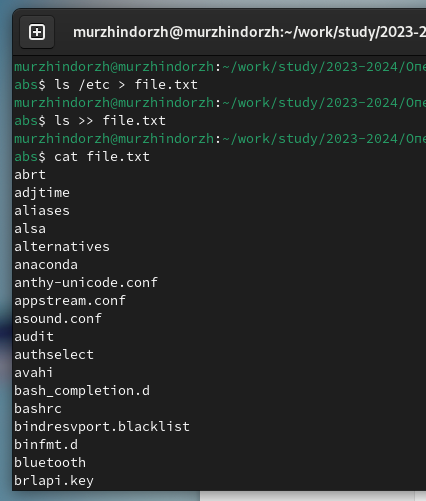 murzhindorzh@murzhindorzh:~/work/study/2023-2
murzhindorzh@murzhindorzh:~/work/study/2023-2024/Опе
abs$ ls /etc > file.txt
murzhindorzh@murzhindorzh:~/work/study/2023-2024/Опе
abs$ ls >> file.txt
murzhindorzh@murzhindorzh:~/work/study/2023-2024/Опе
abs$ cat file.txt
abrt
adjtime
aliases
alsa
alternatives
anaconda
anthy-unicode.conf
appstream.conf
asound.conf
audit
authselect
avahi
bash_completion.d
bashrc
bindresvport.blacklist
binfmt.d
bluetooth
brlapi.key